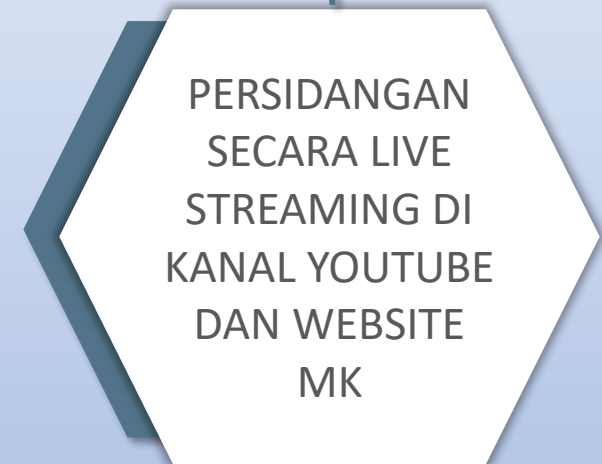 PERSIDANGAN
SECARA LIVE
STREAMING DI
KANAL YOUTUBE
DAN WEBSITE
MK